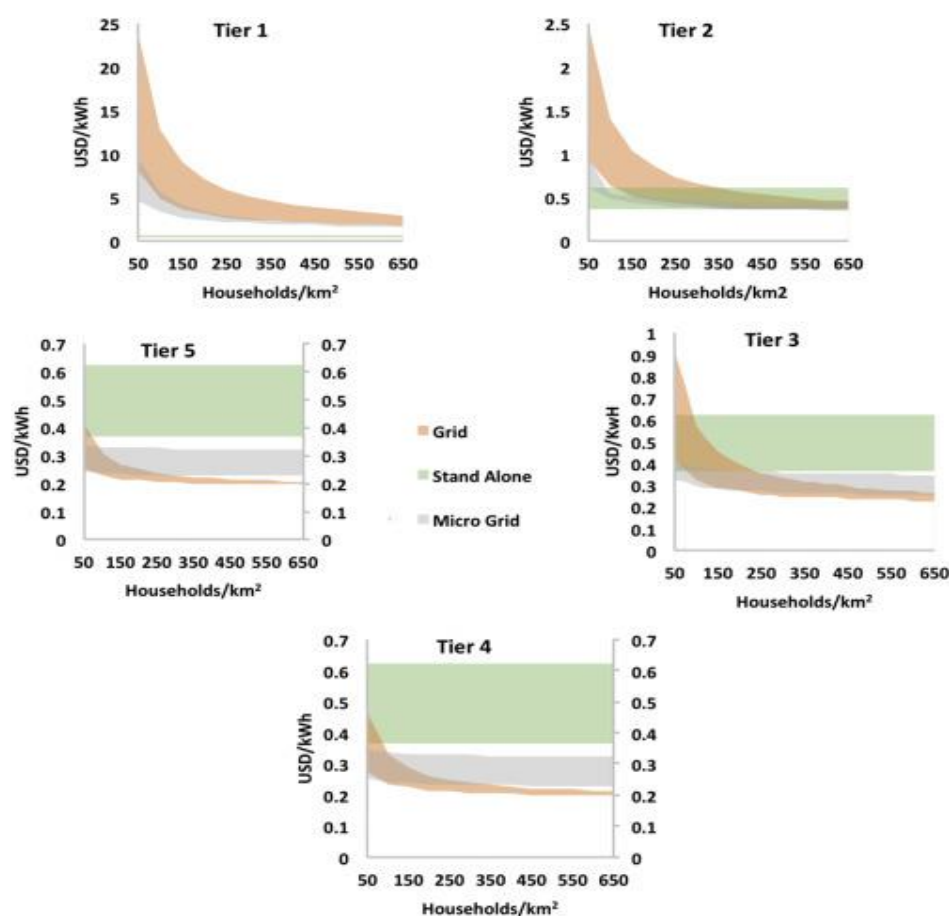 Tier 1
25
20
15
10
5
0
USD/kWh
50 150 250 350 450 550 650
Households/km²
Tier 2
2.5
2
1.5
1
0.5
0
USD/kWh
50 150 250 350 450 550 650
Households/km2
Tier 5
0.7 0.7
0.6 0.6
0.5 0.5
0.4 0.4
0.3 0.3
0.2 0.2
0.1 0.1
0 0
USD/kWh
50 150 250 350 450 550 650
Households/km²
Grid
Stand Alone
Micro Grid
Tier 3
1
0.9
0.8
0.7
0.6
0.5
0.4
0.3
0.2
0.1
0
USD/KwH
50 150 250 350 450 550 650
Households/km²
Tier 4
0.7 0.7
0.6 0.6
0.5 0.5
0.4 0.4
0.3 0.3
0.2 0.2
0.1 0.1
0 0
USD/kWh
50 150 250 350 450 550 650
Households/km²